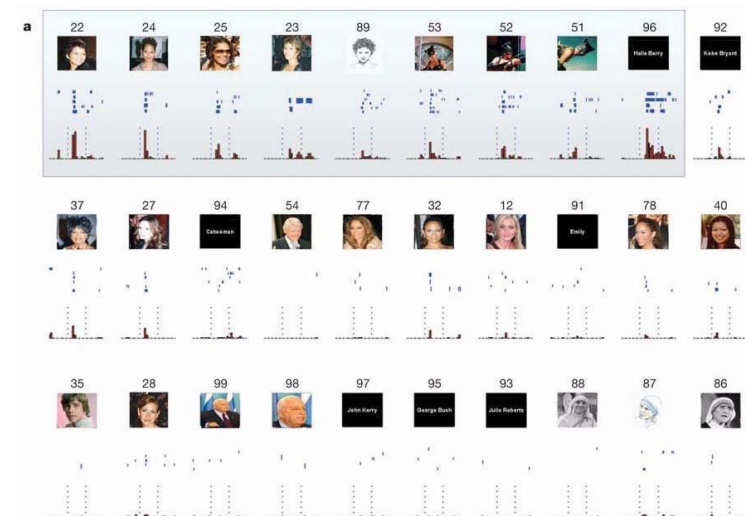 a
22 24 25 23 89 53 52 51 96 92
Halle Berry Kobe Bryant
37 27 94 54 77 32 12 91 78 40
Catwoman Emily
35 28 99 98 97 95 93 88 87 86
John Kerry George Bush Julia Roberts